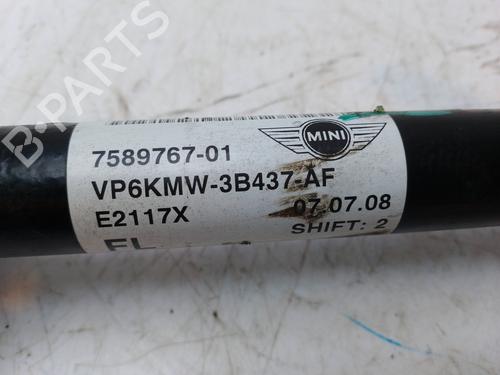 B-PARTS
MINI
7589767-01
VP6KMW-3B437-AF
E2117X 07.07.08
FL SHIFT: 2